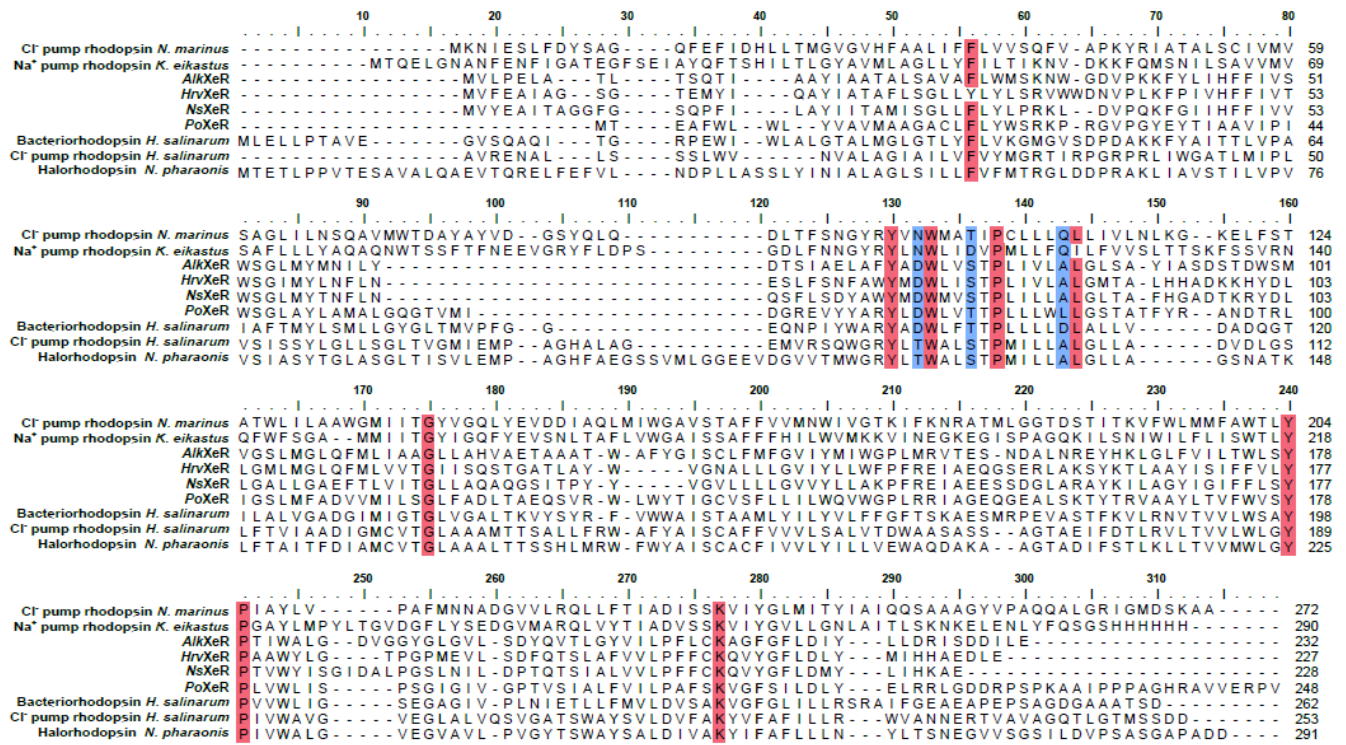 10 20 30 40 50 60 70 80
Cl⁻ pump rhodopsin N. marinus ----------------MKNIESLFDYSAG----QFEFIDHLLTMGVGVHFAALIFFLVVSQFV-APKYRIATALSCIVMV 59
Na⁺ pump rhodopsin K. eikastus ----------MTQELGNANFENFIGATEGFSEIAYQFTSHILTLGYAVMLAGLLYFILTIKNV-DKKFQMSNILSAVVMV 69
AlkXeR -----------------MVLPELA---TL----TSQTI----AAYIAATALSAVAFLWMSKNW-GDVPKKFYLIHFFIVS 51
HrvXeR -----------------MVFEAIAG--SG----TEMYI----QAYIATAFLSGLLYLYLSRVWWDNVPLKFPIVHFFIVT 53
NsXeR -----------------MVYEAITAGGFG----SQPFI----LAYIITAMISGLLFLYLPRKL--DVPQKFGIIHFFIVV 53
PoXeR ---------------------------MT----EAFWL--WL--YVAVMAAGACLFLYWSRKP-RGVPGYEYTIAAVIPI 44
Bacteriorhodopsin H. salinarum MLELLPTAVE-------GVSQAQI---TG----RPEWI--WLALGTALMGLGTLYFLVKGMGVSDPDAKKFYAITTLVPA 64
Cl⁻ pump rhodopsin H. salinarum -----------------AVRENAL---LS----SSLWV----NVALAGIAILVFVYMGRTIRPGRPRLIWGATLMIPL 50
Halorhodopsin N. pharaonis MTETLPPVTESAVALQAEVTQRELFEFVL----NDPLLASSLYINIALAGLSILLFVFMTRGLDDPRAKLIAVSTILVPV 76
90 100 110 120 130 140 150 160
Cl⁻ pump rhodopsin N. marinus SAGLILNSQAVMWTDAYAYVD--GSYQLQ-----------DLTFSNGYRYVNWMATIPCLLLQLLIVLNLKG--KELFST 124
Na⁺ pump rhodopsin K. eikastus SAFLLLYAQAQNWTSSFTFNEEVGRYFLDPS---------GDLFNNGYRYLNWLIDVPMLLFQILFVVSLTTSKFSSVRN 140
AlkXeR WSGLMYMNILY-----------------------------DTSIAELAFYADWLVSTPLIVLALGLSA-YIASDSTDWSM 101
HrvXeR WSGIMYLNFLN-----------------------------ESLFSNFAWYMDWLISTPLIVLALGMTA-LHHADKKHYDL 103
NsXeR WSGLMYTNFLN-----------------------------QSFLSDYAWYMDWMVSTPLIVLALGLTA-FHGADTKRYDL 103
PoXeR WSGLAYLAMALGQGTVMI----------------------DGREVYYARYLDWLVTTPLLLWLLGSTATFYR--ANDTRL 100
Bacteriorhodopsin H. salinarum IAFTMYLSMLLGYGLTMVPFG--G----------------EQNPIYWARYADWLFTTPLLLLDLALLV-----DADQGT 120
Cl⁻ pump rhodopsin H. salinarum VSISSYLGLLSGLTVGMIEMP--AGHALAG----------EMVRSQWGRYLTWALSTPMILLALGLLA-----DVDLGS 112
Halorhodopsin N. pharaonis VSIASYTGLASGLTISVLEMP--AGHFAEGSSVMLGGEEVDGVVTMWGRYLTWALSTPMILLALGLLA-----GSNATK 148
170 180 190 200 210 220 230 240
Cl⁻ pump rhodopsin N. marinus ATWLILAAWGMIITGYVGQLYEVDDIAQLMIWGAVSTAFFVVMNWIVGTKIFKNRATMLGGTDSTITKVFWLMMFAWTLY 204
Na⁺ pump rhodopsin K. eikastus QFWFSGA--MMIITGYIGQFYEVSNLTAFLVWGAISSAFFFHILWVMKKVINEGKEGISPAGQKILSNIWILFLISWTLY 218
AlkXeR VGSLMGLQFMLIAAGLLAHVAETAAAT-W-AFYGISCLFMFGVIYMIWGPLMRVTES-NDALNREYHKLGLFVILTWLSY 178
HrvXeR LGMLMGLQFMLVVTGIISQSTGATLAY-W-----VGNALLLGVIYLLWFPFREIAEQGSERLAKSYKTLAAYISIFFVLY 177
NsXeR LGALLGAEFTLVITGLLAQAQGSITPY-Y-----VGVLLLLGVVYLLAKPFREIAEESSDGLARAYKILAGYIGIFFLSY 177
PoXeR IGSLMFADVVMILSGLFADLTAEQSVR-W-LWYTIGCVSFLLILWQVWGPLRRIAGEQGEALSKTYTRVAAYLTVFWVSY 178
Bacteriorhodopsin H. salinarum ILALVGADGIMIGTGLVGALTKVYSYR-F-VWWAISTAAMLYILYVLFFGFTSKAESMRPEVASTFKVLRNVTVVLWSAY 198
Cl⁻ pump rhodopsin H. salinarum LFTVIAADIGMCVTGLAAAMTTSALLFRW-AFYAISCAFFVVVLSALVTDWAASASS--AGTAEIFDTLRVLTVVLWLGY 189
Halorhodopsin N. pharaonis LFTAITFDIAMCVTGLAAALTTSSHLMRW-FWYAISCACFIVVLYILLVEWAQDAKA--AGTADIFSTLKLLTVVMWLGY 225
250 260 270 280 290 300 310
Cl⁻ pump rhodopsin N. marinus PIAYLV-----PAFMNNADGVVLRQLLFTIADISSKVIYGLMITYIAIQQSAAAGYVPAQQALGRIGMDSKAA----- 272
Na⁺ pump rhodopsin K. eikastus PGAYLMPYLTGVDGFLYSEDGVMARQLVYTIADVSSKVIYGVLLGNLAITLSKNKELENLYFQSGSHHHHHH------- 290
AlkXeR PTIWALG---DVGGYGLGVL-SDYQVTLGYVILPFLCKAGFGFLDIY---LLDRISDDILE----------------- 232
HrvXeR PAAWYLG----TPGPMEVL-SDFQTSLAFVVLPFFCKQVYGFLDLY---MIHHAEDLE-------------------- 227
NsXeR PTVWYISGIDALPGSLNIL-DPTQTSIALVVLPFFCKQVYGFLDMY---LIHKAE----------------------- 228
PoXeR PLVWLIS----PSGIGIV-GPTVSIALFVILPAFSKVGFSILDLY---ELRRLGDDRPSPKAAIPPPAGHRAVVERPV 248
Bacteriorhodopsin H. salinarum PVVWLIG----SEGAGIV-PLNIETLLFMVLDVSAKVGFGLILLRSRAIFGEAEAPEPSAGDGAAATSD--------- 262
Cl⁻ pump rhodopsin H. salinarum PIVWAVG----VEGLALVQSVGATSWAYSVLDVFAKYVFAFILLR----WVANNERTVAVAGQTLGTMSSDD------ 253
Halorhodopsin N. pharaonis PIVWALG----VEGVAVL-PVGYTSWAYSALDIVAKYIFAFLLLN----YLTSNEGVVSGSILDVPSASGAPADD--- 291